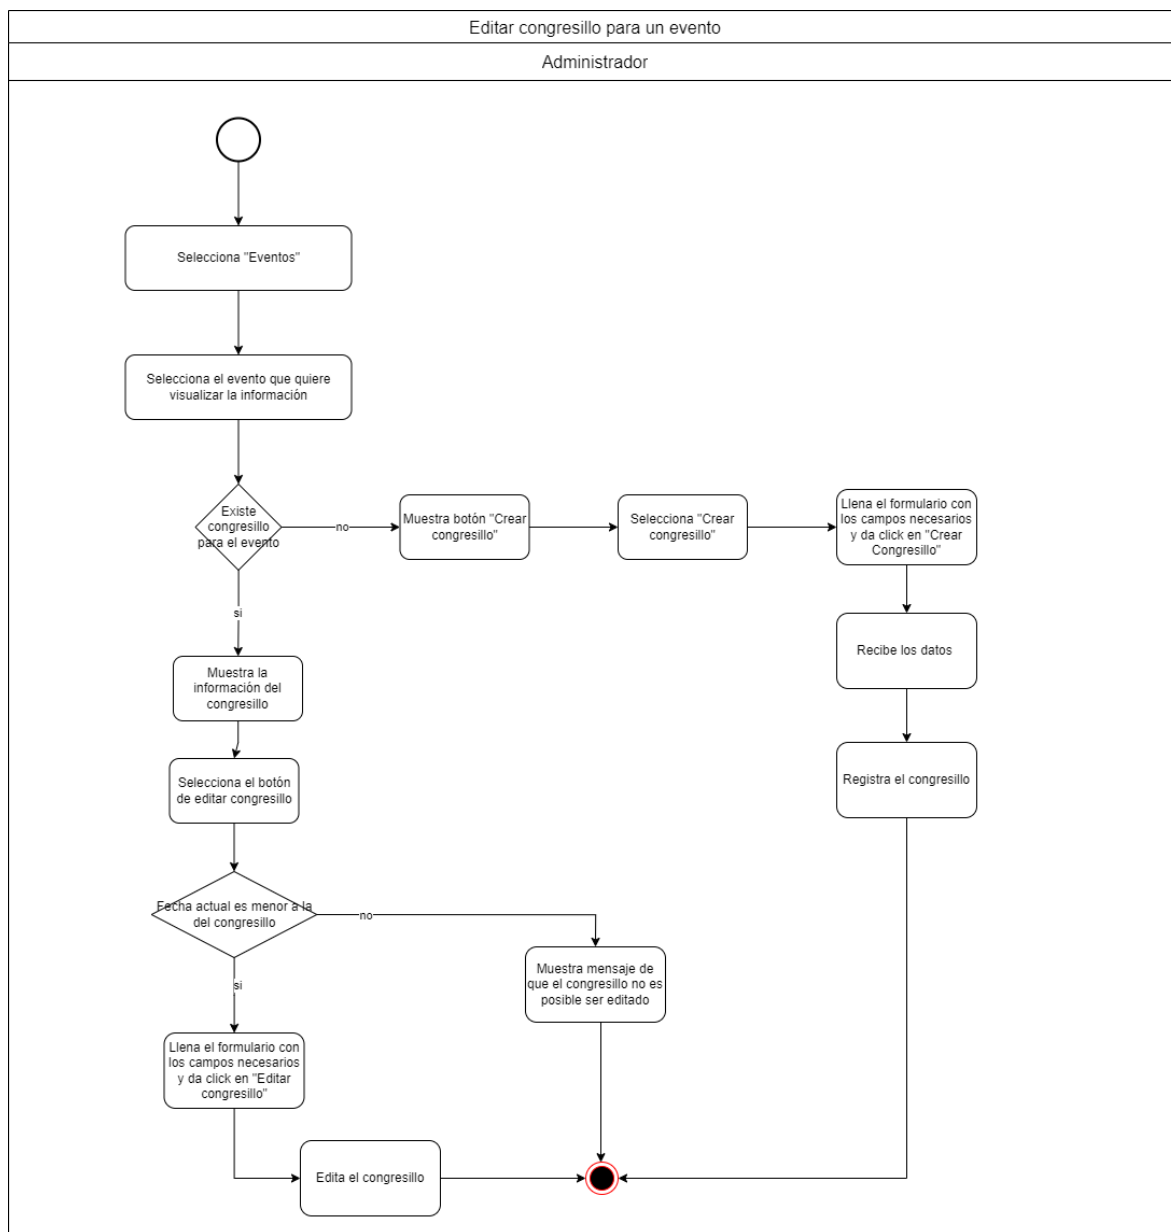 Editar congresillo para un evento
Administrador
Selecciona "Eventos"
Selecciona el evento que quiere
visualizar la información
Existe
congresillo
para el evento
no
Muestra botón "Crear
congresillo"
Selecciona "Crear
congresillo"
Llena el formulario con
los campos necesarios
y da click en "Crear
Congresillo"
si
Recibe los datos
Muestra la
información del
congresillo
Selecciona el botón
de editar congresillo
Registra el congresillo
Fecha actual es menor a la
del congresillo
no
Muestra mensaje de
que el congresillo no es
posible ser editado
si
Llena el formulario con
los campos necesarios
y da click en "Editar
congresillo"
Edita el congresillo